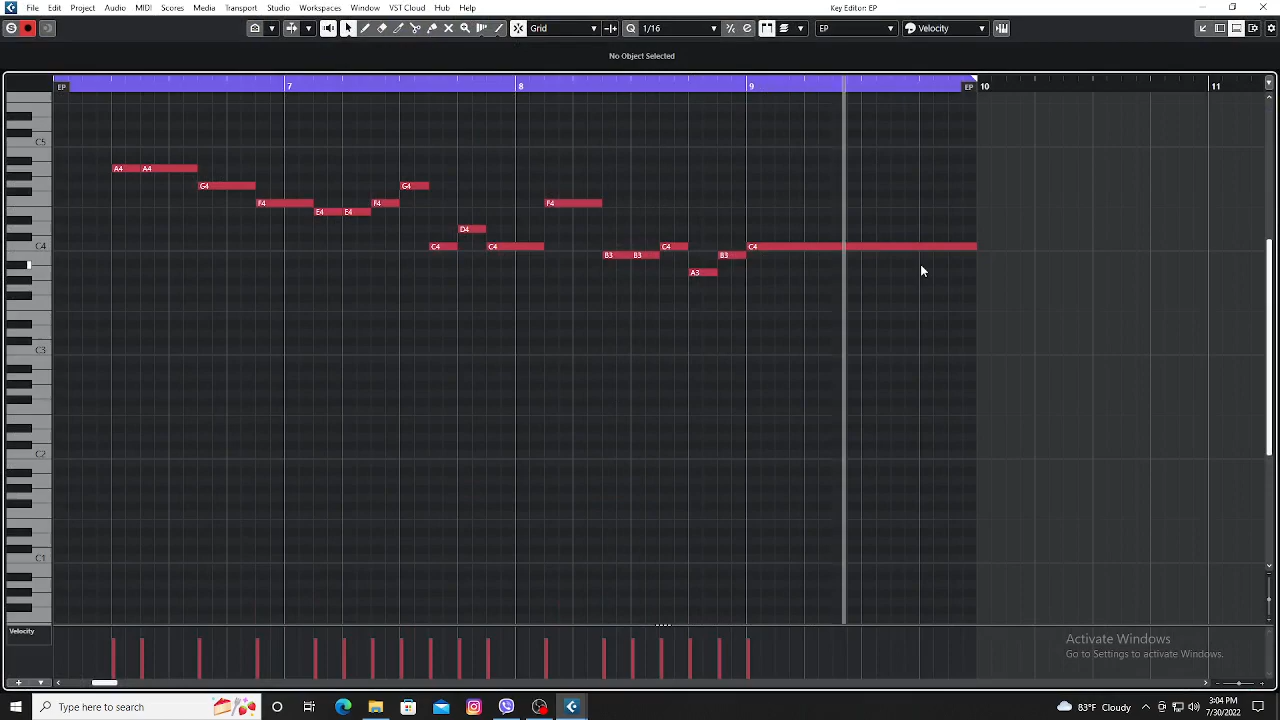 File Edit Project Audio MIDI Scores Media Transport Studio Workspaces Window VST Cloud Hub Help
Key Editor: EP
S Grid Q 1/16 EP Velocity
No Object Selected
EP 7 8 9 EP 10 11
C5
A4 A4
G4 G4
F4 F4 F4
E4 E4
D4
C4 C4 C4 C4 C4
B3 B3 B3
A3
C3
C2
C1
Velocity
Activate Windows
Go to Settings to activate Windows.
Type here to search
83°F Cloudy
3:04 PM
7/30/2022